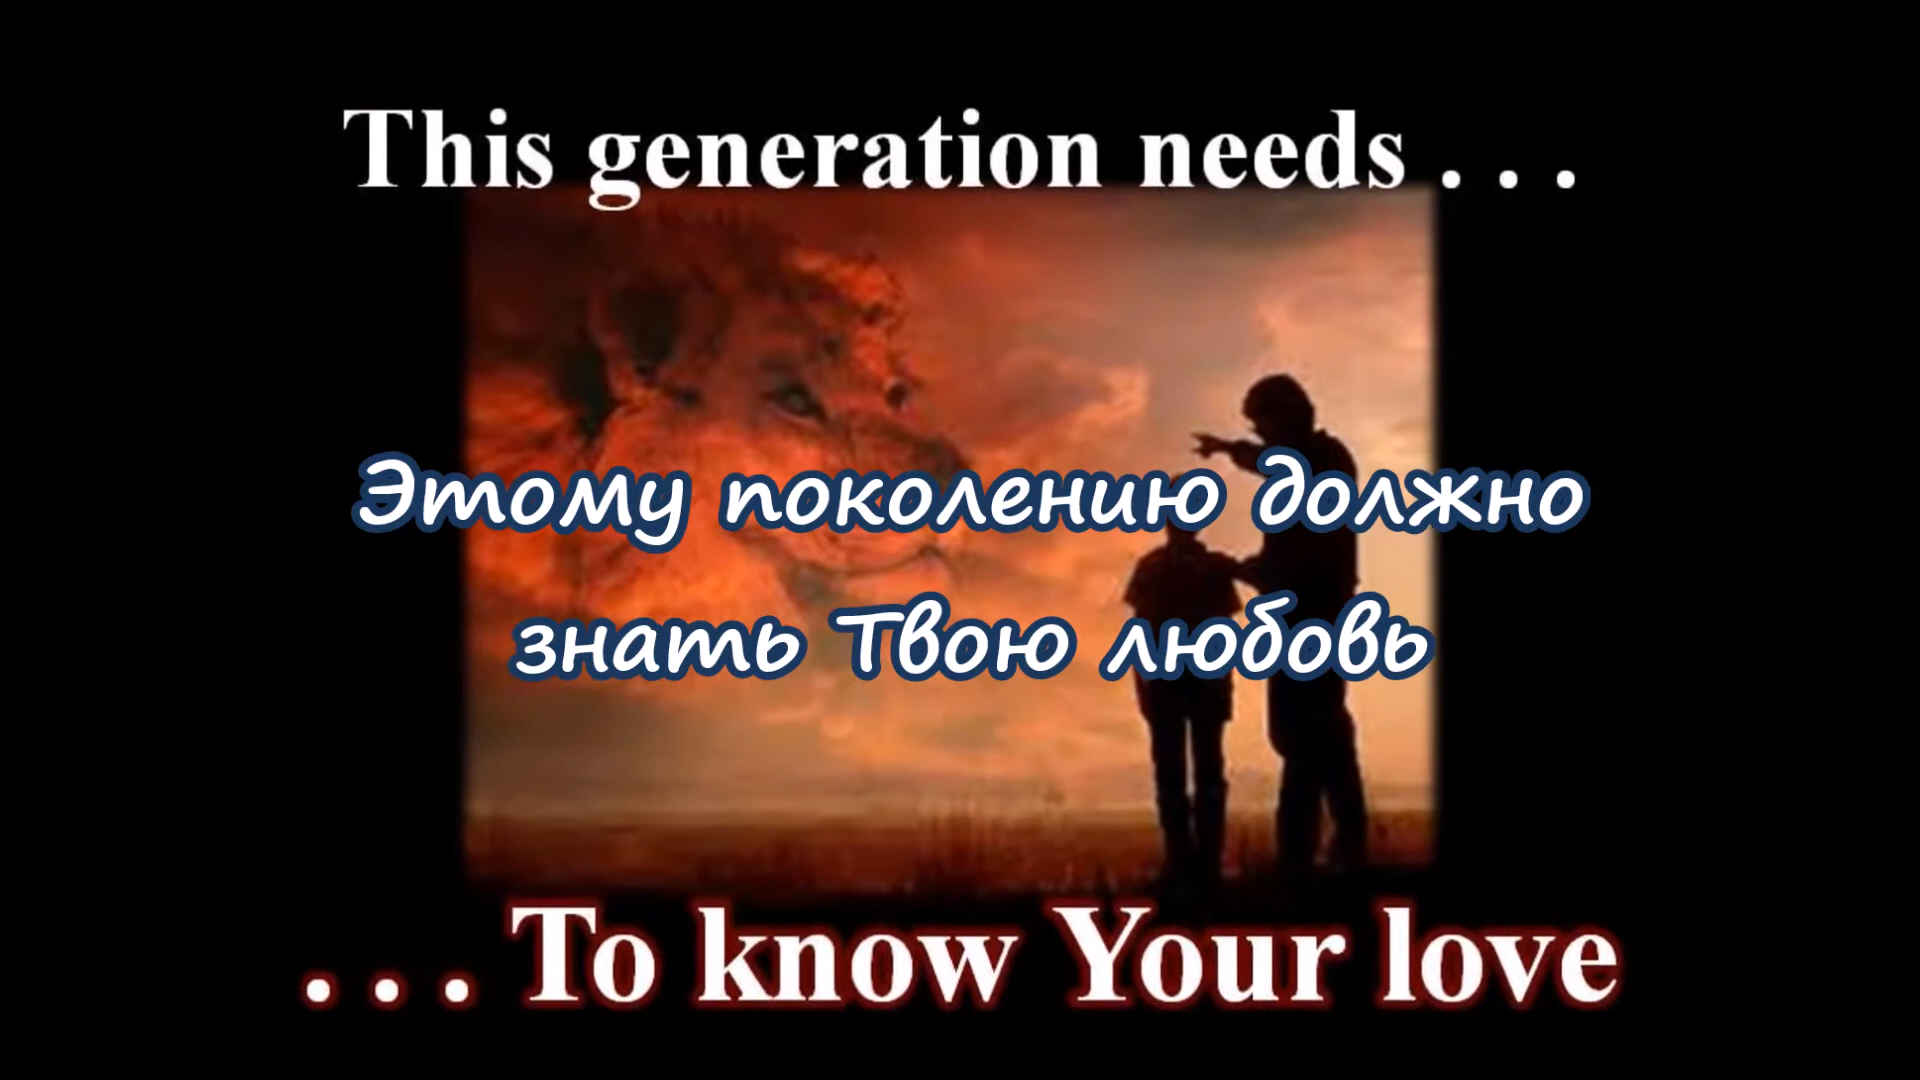 This generation needs . . .
Этому поколению должно
знать Твою любовь
. . . To know Your love